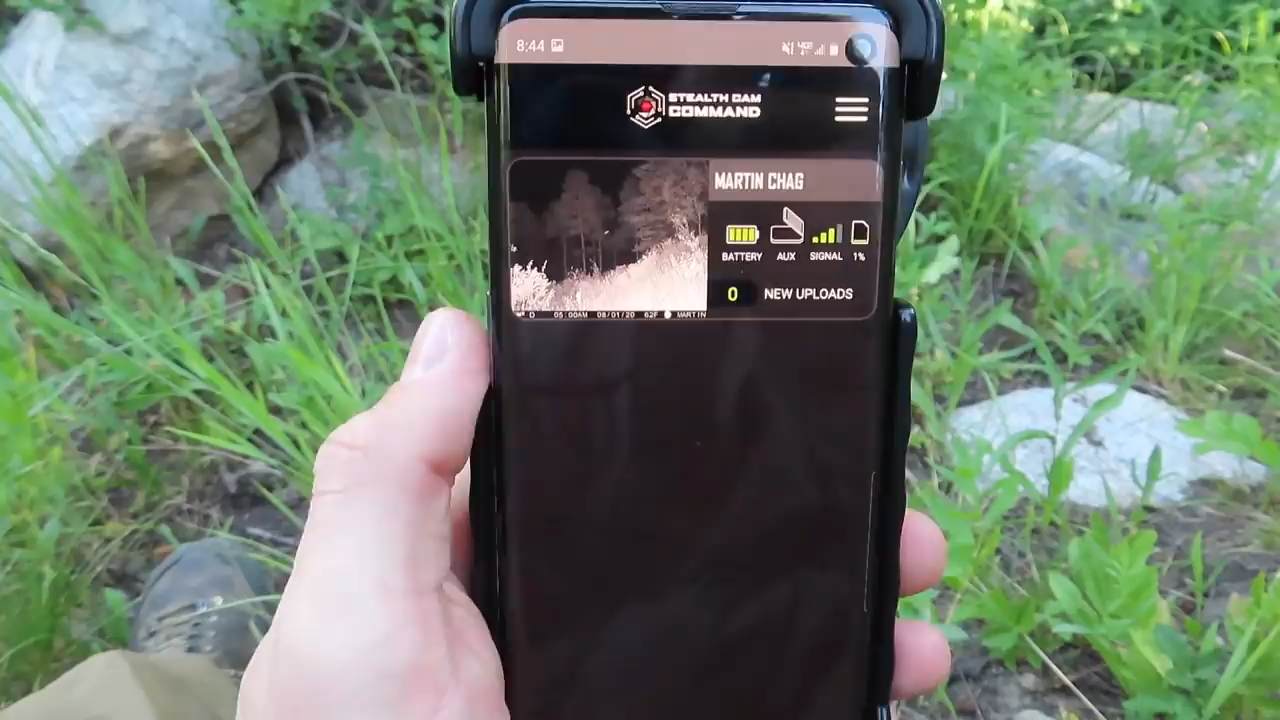 8:44
STEALTH CAM
COMMAND
MARTIN CHAG
BATTERY AUX SIGNAL 1%
0 NEW UPLOADS
05:00AM 08/01/20 62F MARTIN